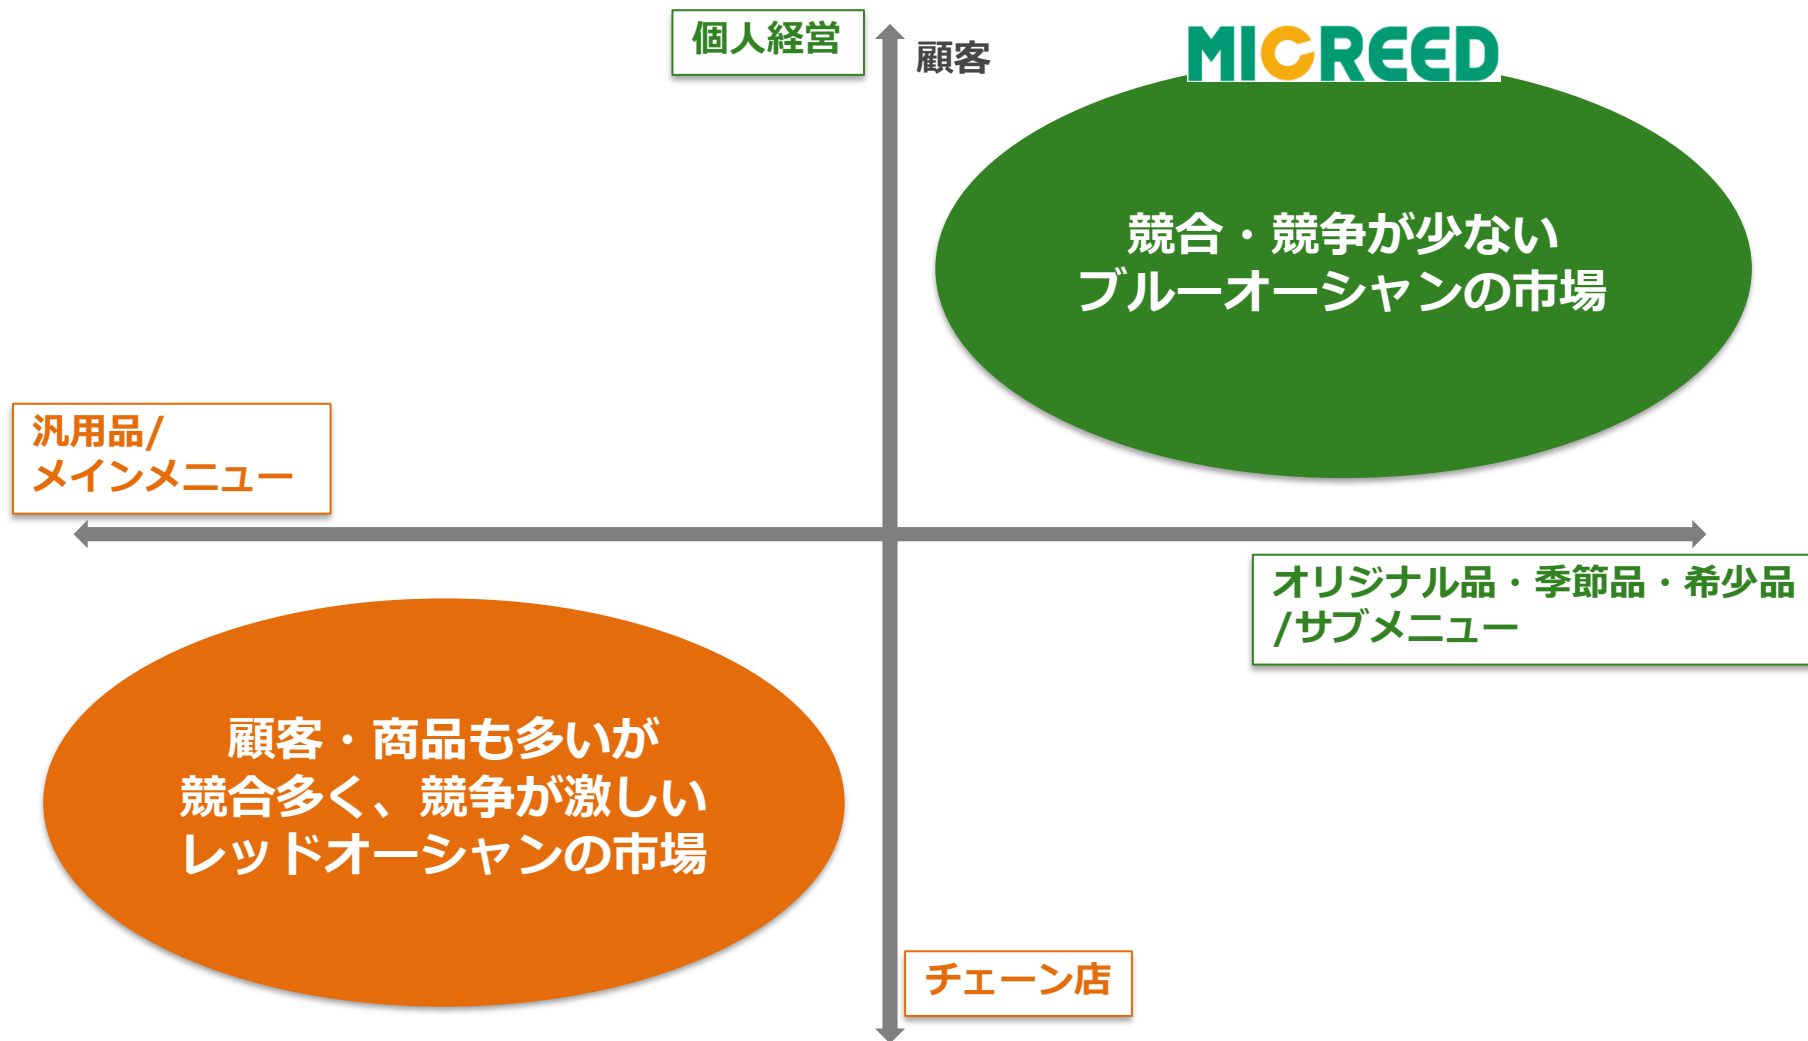 個人経営
顧客
MICREED
競合・競争が少ない
ブルーオーシャンの市場
汎用品/
メインメニュー
オリジナル品・季節品・希少品
/サブメニュー
顧客・商品も多いが
競合多く、競争が激しい
レッドオーシャンの市場
チェーン店